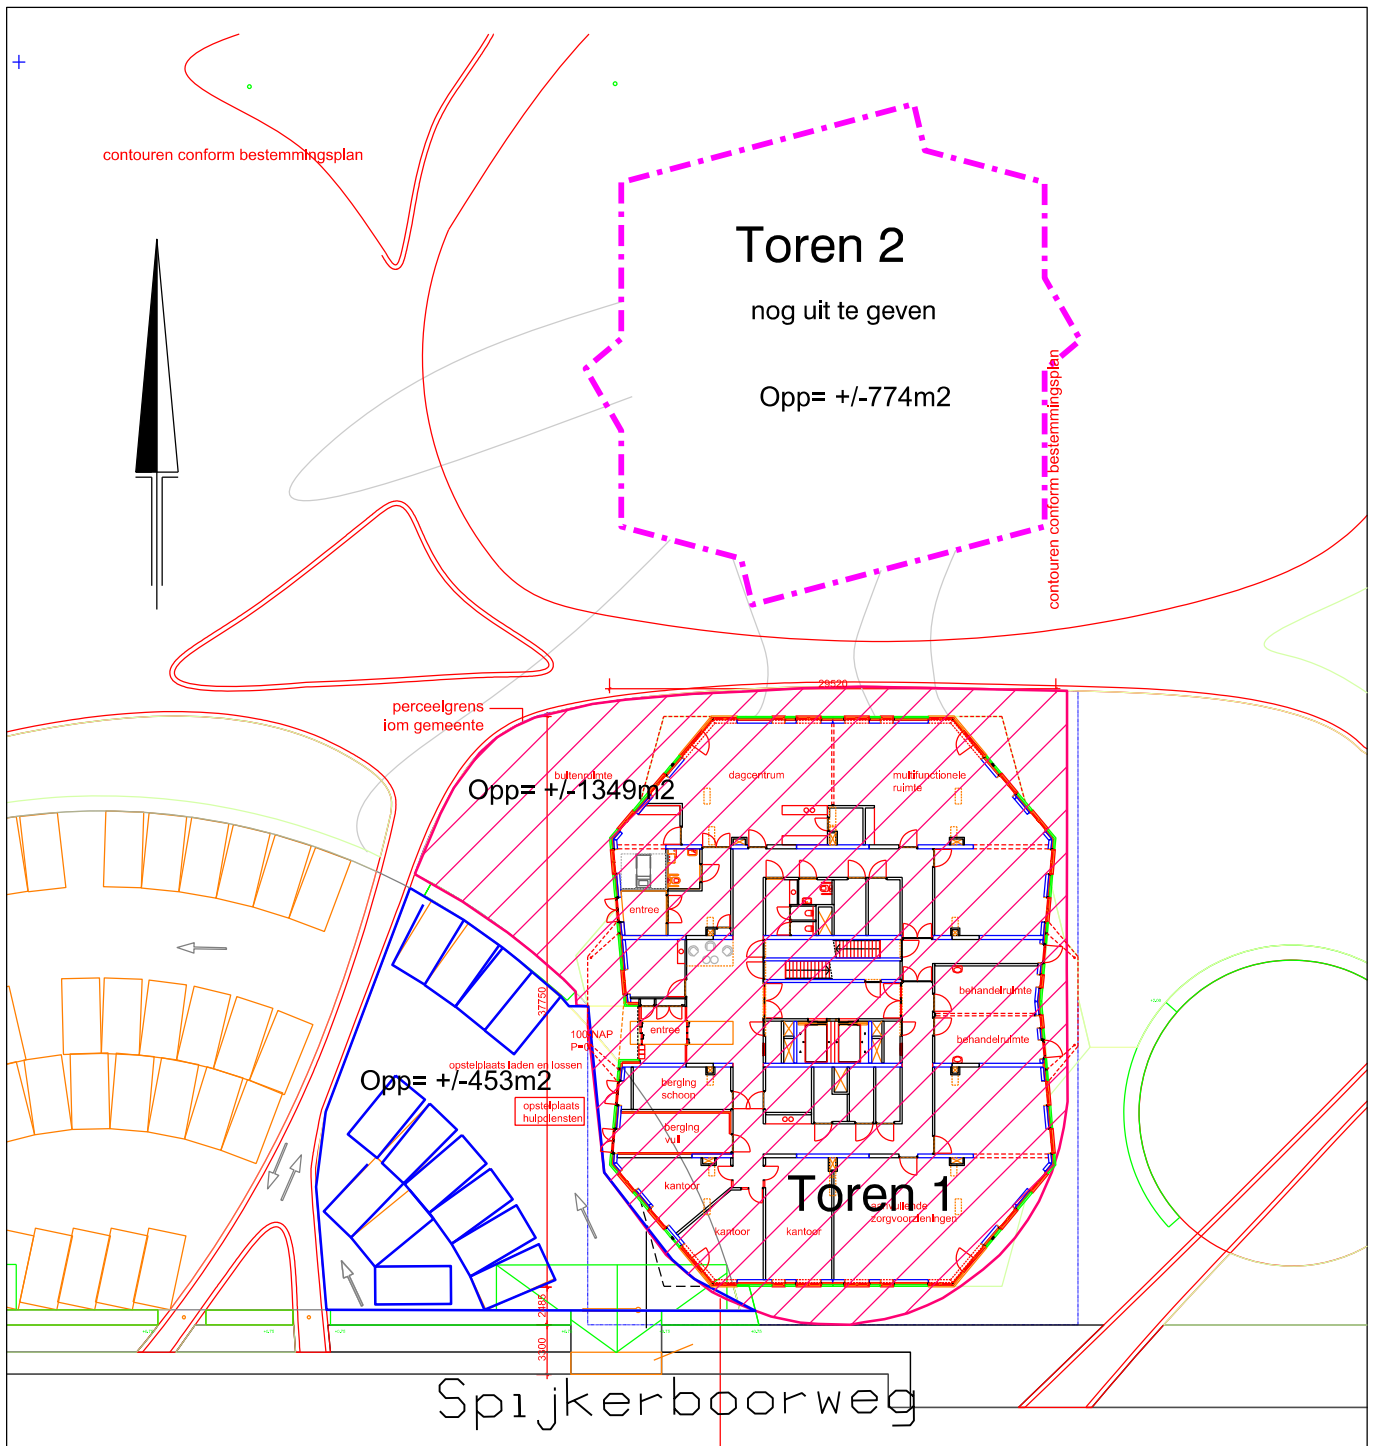 contouren conform bestemmingsplan
Toren 2
nog uit te geven
Opp= +/-774m2
contouren conform bestemmingsplan
29520
perceelgrens
iom gemeente
buitenruimte
Opp= +/-1349m2
dagcentrum
multifunctionele
ruimte
entree
37750
behandelruimte
100-NAP
entree
behandelruimte
opstelplaats laden en lossen
Opp= +/-453m2
berging
schoon
opstelplaats
hulpdiensten
berging
vuil
kantoor
Toren 1
aanvullende
zorgvoorzieningen
kantoor
kantoor
2485
3300
Spijkerboorweg